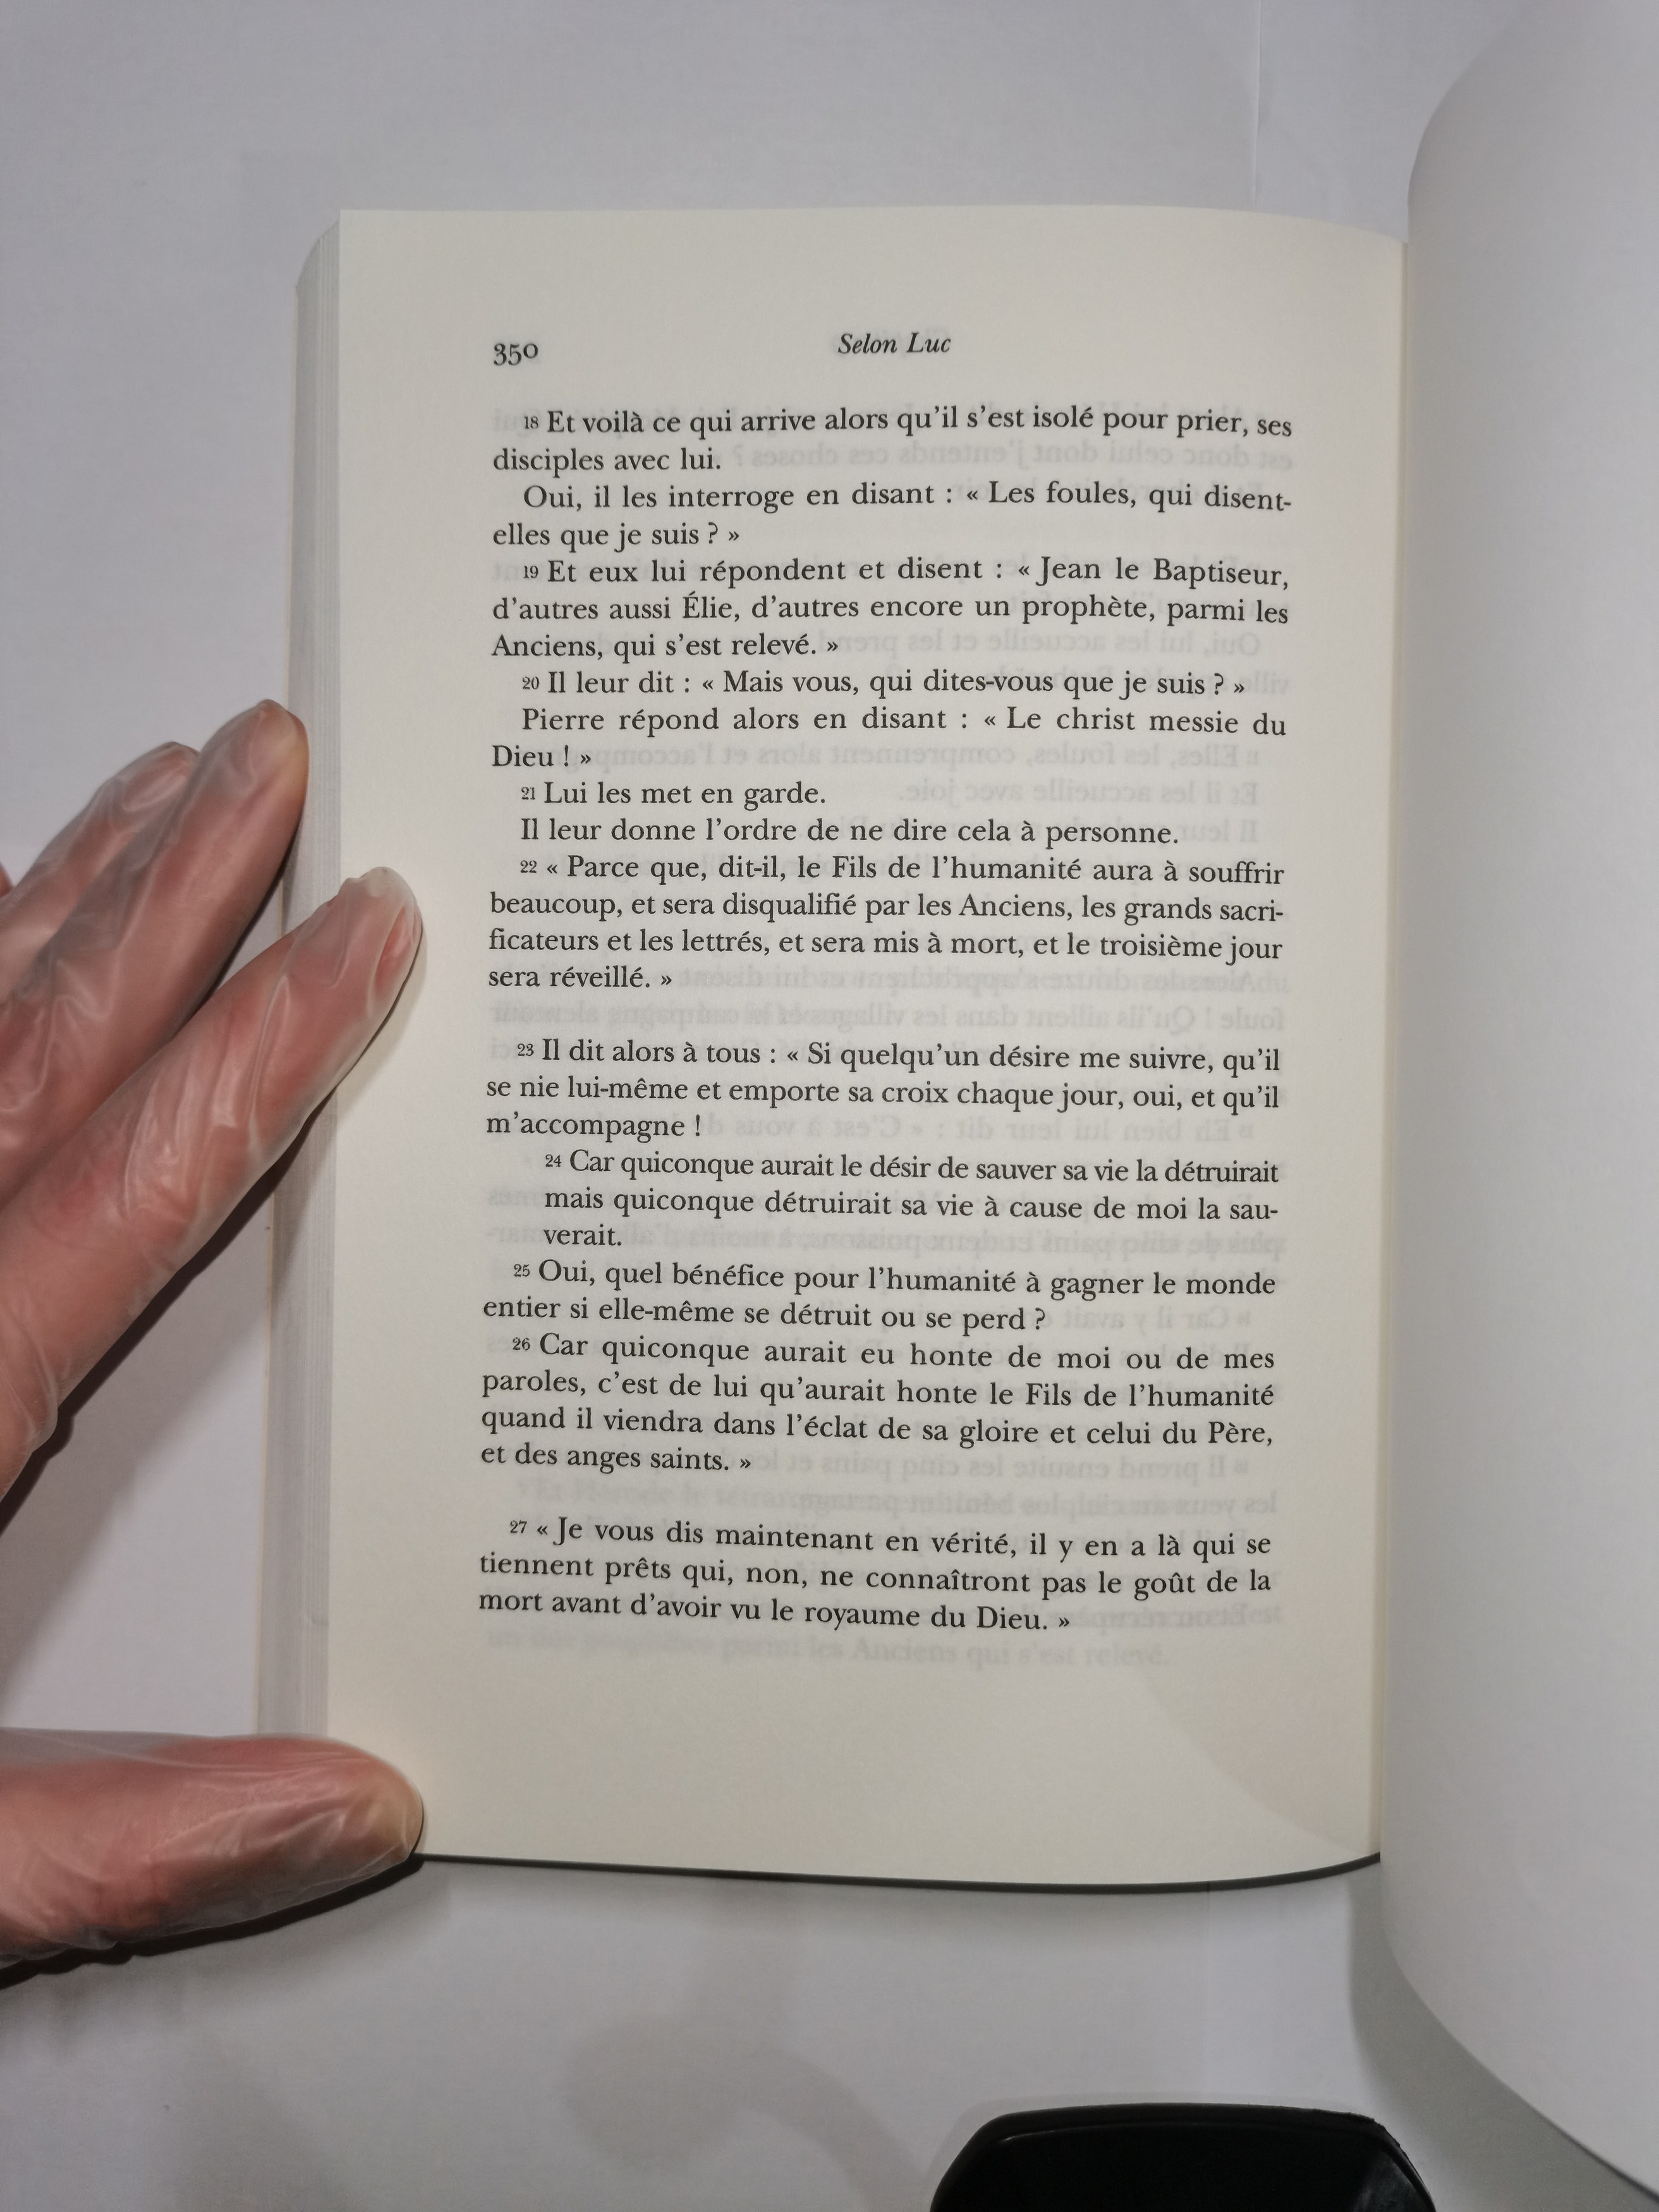 350
Selon Luc
18 Et voilà ce qui arrive alors qu’il s’est isolé pour prier, ses
disciples avec lui.
Oui, il les interroge en disant : « Les foules, qui disent-
elles que je suis ? »
19 Et eux lui répondent et disent : « Jean le Baptiseur,
d’autres aussi Élie, d’autres encore un prophète, parmi les
Anciens, qui s’est relevé. »
20 Il leur dit : « Mais vous, qui dites-vous que je suis ? »
Pierre répond alors en disant : « Le christ messie du
Dieu ! »
21 Lui les met en garde.
Il leur donne l’ordre de ne dire cela à personne.
22 « Parce que, dit-il, le Fils de l’humanité aura à souffrir
beaucoup, et sera disqualifié par les Anciens, les grands sacri-
ficateurs et les lettrés, et sera mis à mort, et le troisième jour
sera réveillé. »
23 Il dit alors à tous : « Si quelqu’un désire me suivre, qu’il
se nie lui-même et emporte sa croix chaque jour, oui, et qu’il
m’accompagne !
24 Car quiconque aurait le désir de sauver sa vie la détruirait
mais quiconque détruirait sa vie à cause de moi la sau-
verait.
25 Oui, quel bénéfice pour l’humanité à gagner le monde
entier si elle-même se détruit ou se perd ?
26 Car quiconque aurait eu honte de moi ou de mes
paroles, c’est de lui qu’aurait honte le Fils de l’humanité
quand il viendra dans l’éclat de sa gloire et celui du Père,
et des anges saints. »
27 « Je vous dis maintenant en vérité, il y en a là qui se
tiennent prêts qui, non, ne connaîtront pas le goût de la
mort avant d’avoir vu le royaume du Dieu. »